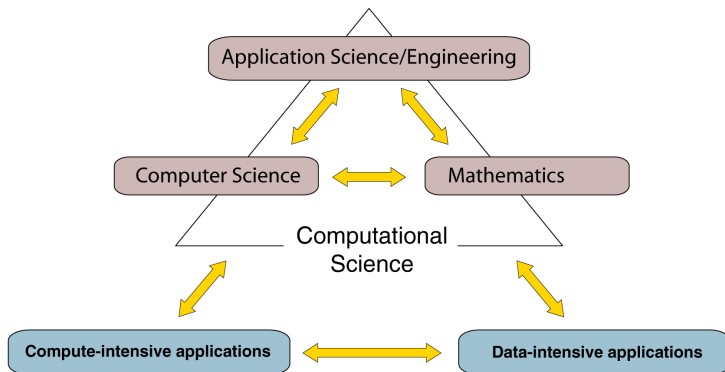 Application Science/Engineering
Computer Science
Mathematics
Computational
Science
Compute-intensive applications
Data-intensive applications